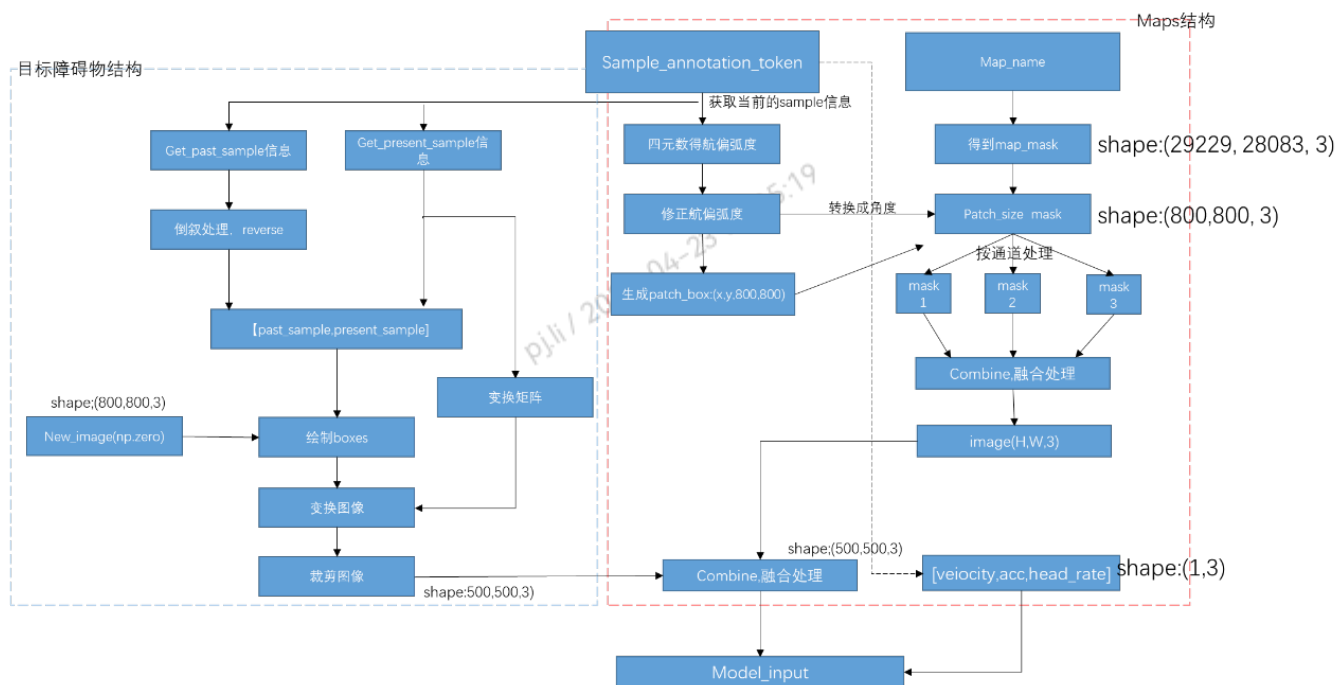 Maps结构
目标障碍物结构
Sample_annotation_token
Map_name
获取当前的sample信息
Get_past_sample信息
Get_present_sample信
息
四元数得航偏弧度
得到map_mask
shape:(29229, 28083, 3)
倒叙处理．reverse
修正航偏弧度
转换成角度
Patch_size mask
shape:(800,800, 3)
按通道处理
生成patch_box:(x.y,800,800)
mask
1
mask
2
mask
3
【past_sample,present_sample]
Combine,融合处理
变换矩阵
shape;(800,800,3)
New_image(np.zero)
绘制boxes
image(H,W,3)
变换图像
shape;(500,500,3)
裁剪图像
shape:500,500,3)
Combine,融合处理
[veiocity,acc,head_rate]
shape:(1,3)
Model_input